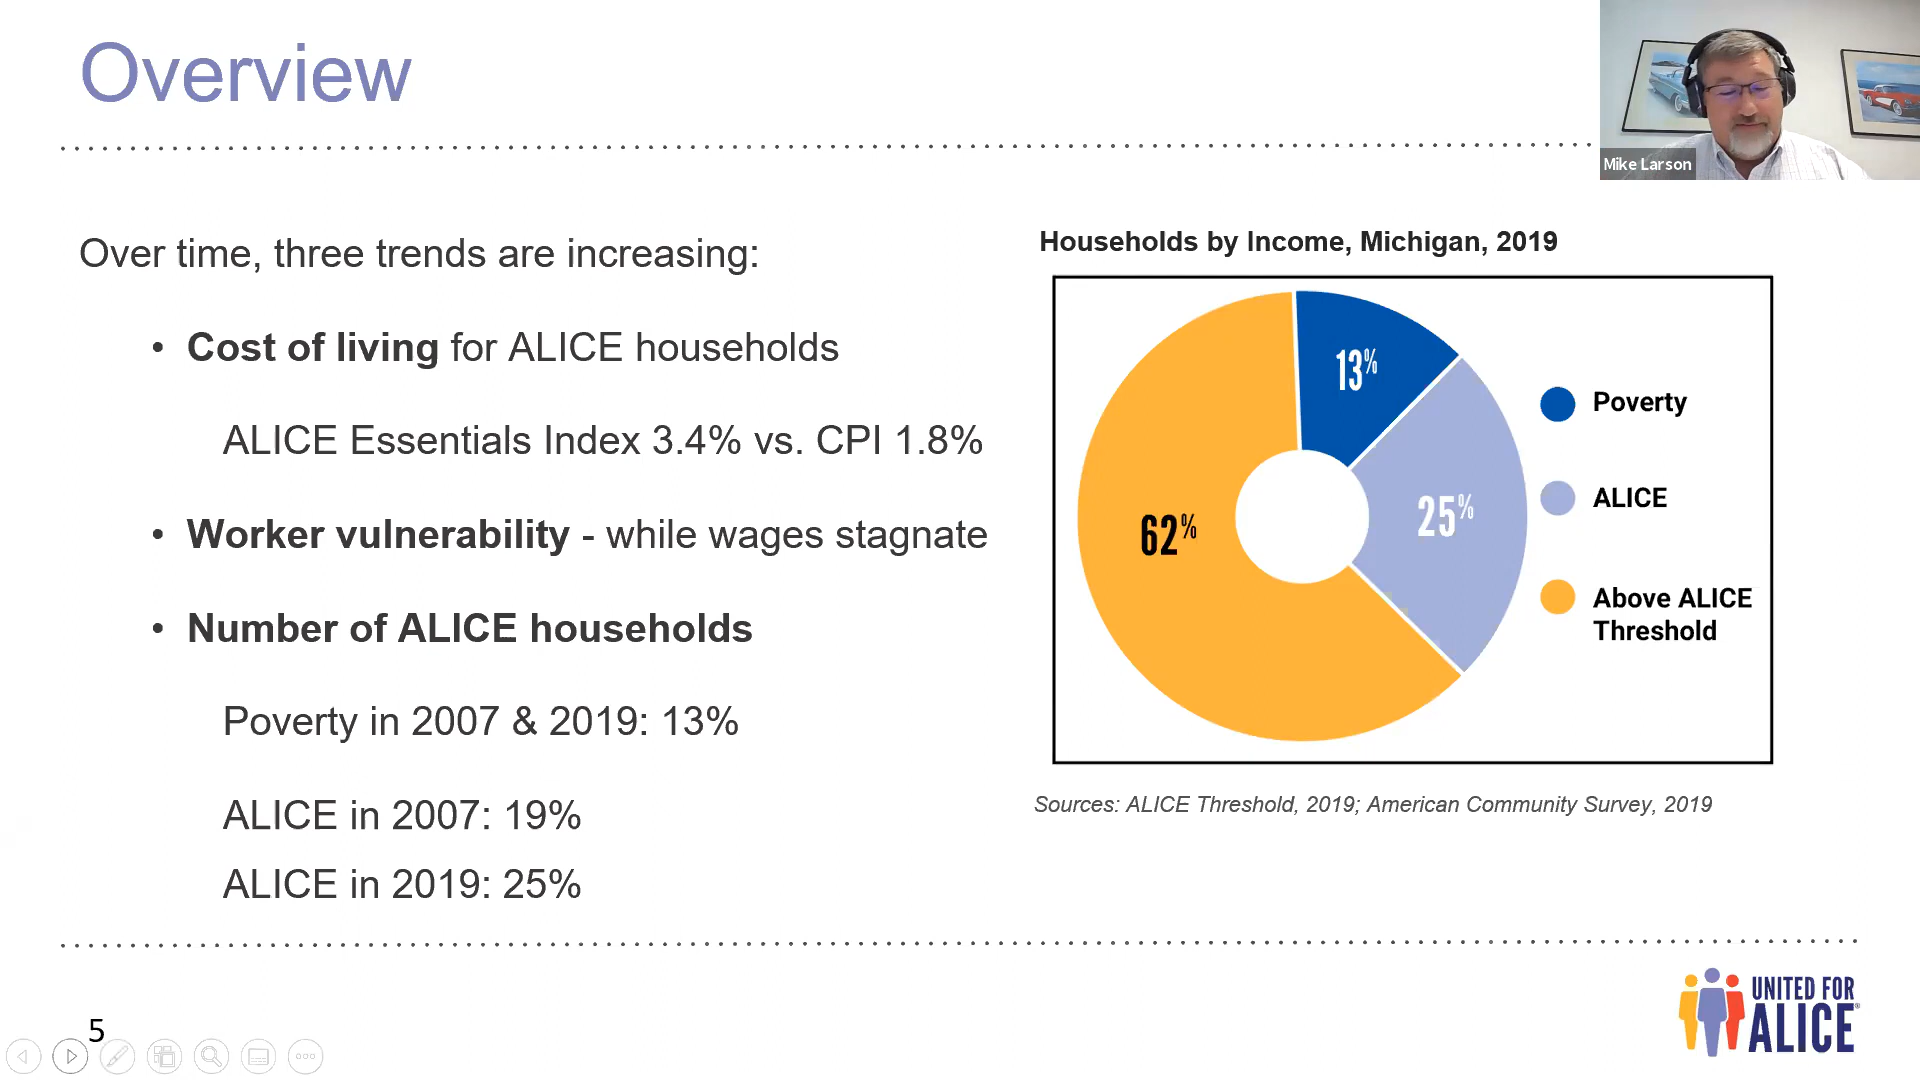 Overview
Mike Larson
Over time, three trends are increasing:
• Cost of living for ALICE households
ALICE Essentials Index 3.4% vs. CPI 1.8%
• Worker vulnerability - while wages stagnate
• Number of ALICE households
Poverty in 2007 & 2019: 13%
ALICE in 2007: 19%
ALICE in 2019: 25%
Households by Income, Michigan, 2019
13%
25%
62%
Poverty
ALICE
Above ALICE
Threshold
Sources: ALICE Threshold, 2019; American Community Survey, 2019
5
UNITED FOR
ALICE®